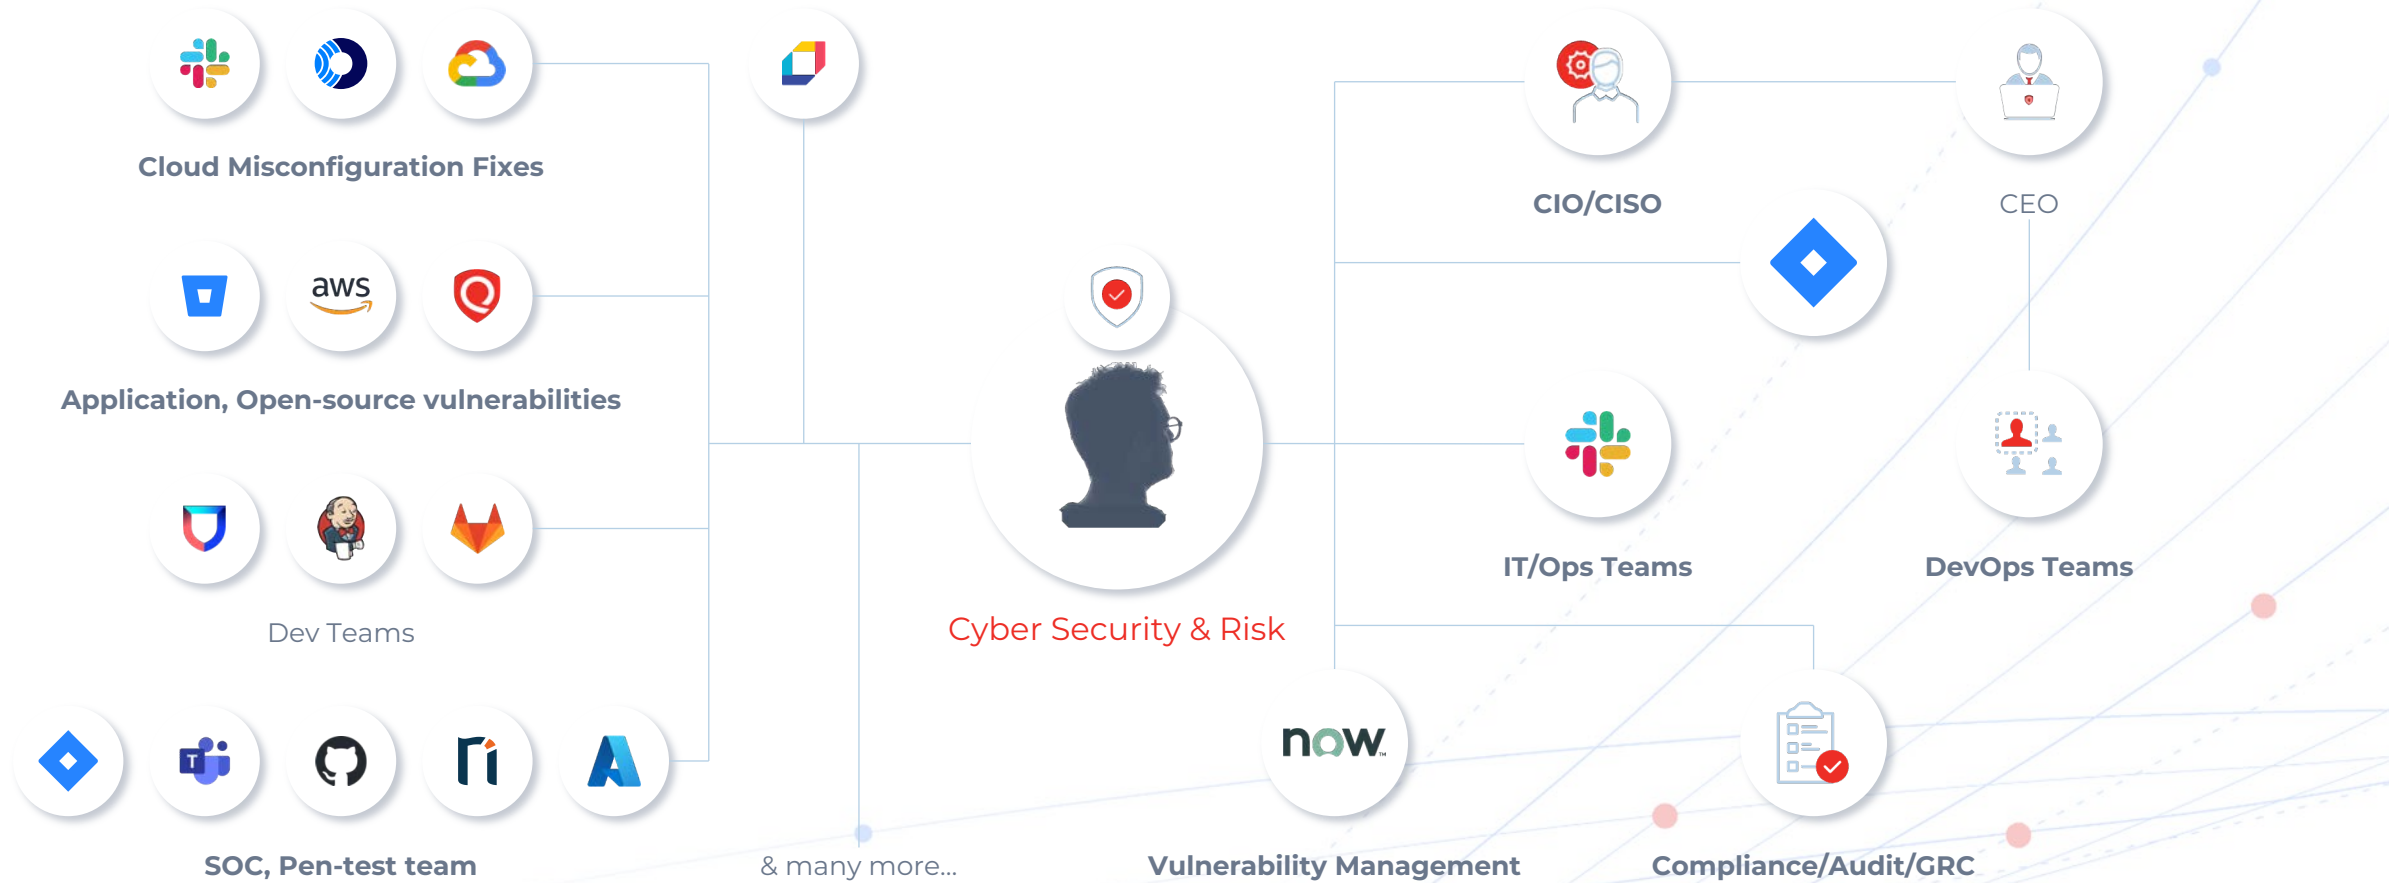 Cloud Misconfiguration Fixes
CIO/CISO
CEO
aws
Application, Open-source vulnerabilities
IT/Ops Teams
DevOps Teams
Dev Teams
Cyber Security & Risk
T
now™
SOC, Pen-test team
& many more...
Vulnerability Management
Compliance/Audit/GRC